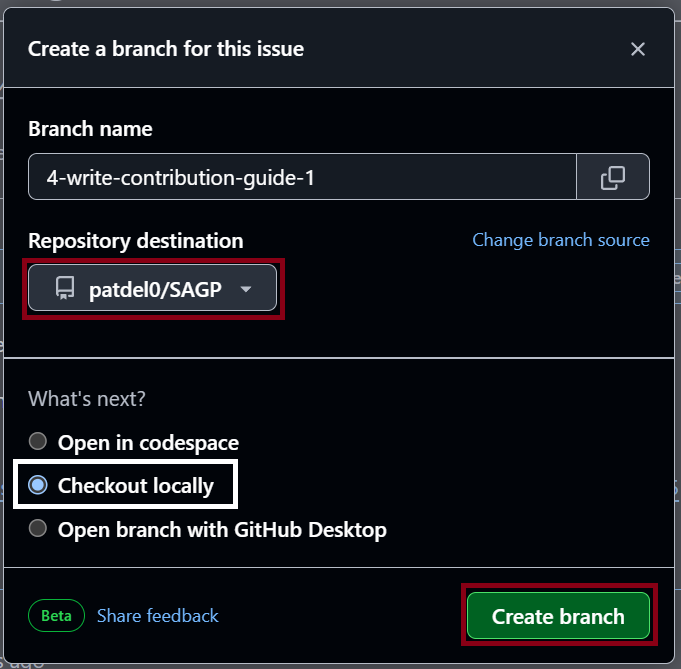 Create a branch for this issue
Branch name
4-write-contribution-guide-1
Repository destination
Change branch source
patdel0/SAGP
What's next?
Open in codespace
Checkout locally
Open branch with GitHub Desktop
Beta Share feedback
Create branch
ago